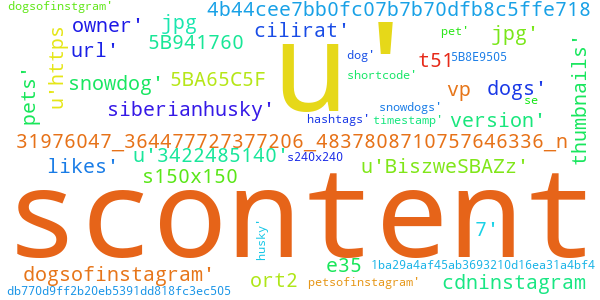 dogsofinstgram'
4b44cee7bb0fc07b7b70dfb8c5ffe718
owner'
jpg
cilirat'
u'
jpg'
pet'
5B941760
url'
u'https
dog'
t51
5B8E9505
thumbnails'
pets'
snowdog'
5BA65C5F
shortcode'
vp
dogs'
se
siberianhusky'
snowdogs'
hashtags'
timestamp'
version'
31976047_364477727377206_4837808710757646336_n
likes'
u'3422485140'
s240x240
u'BiszweSBAZz'
s150x150
scontent
husky'
7'
dogsofinstagram'
e35
1ba29a4af45ab3693210d16ea31a4bf4
ort2
petsofinstagram'
cdninstagram
db770d9ff2b20eb5391dd818fc3ec505